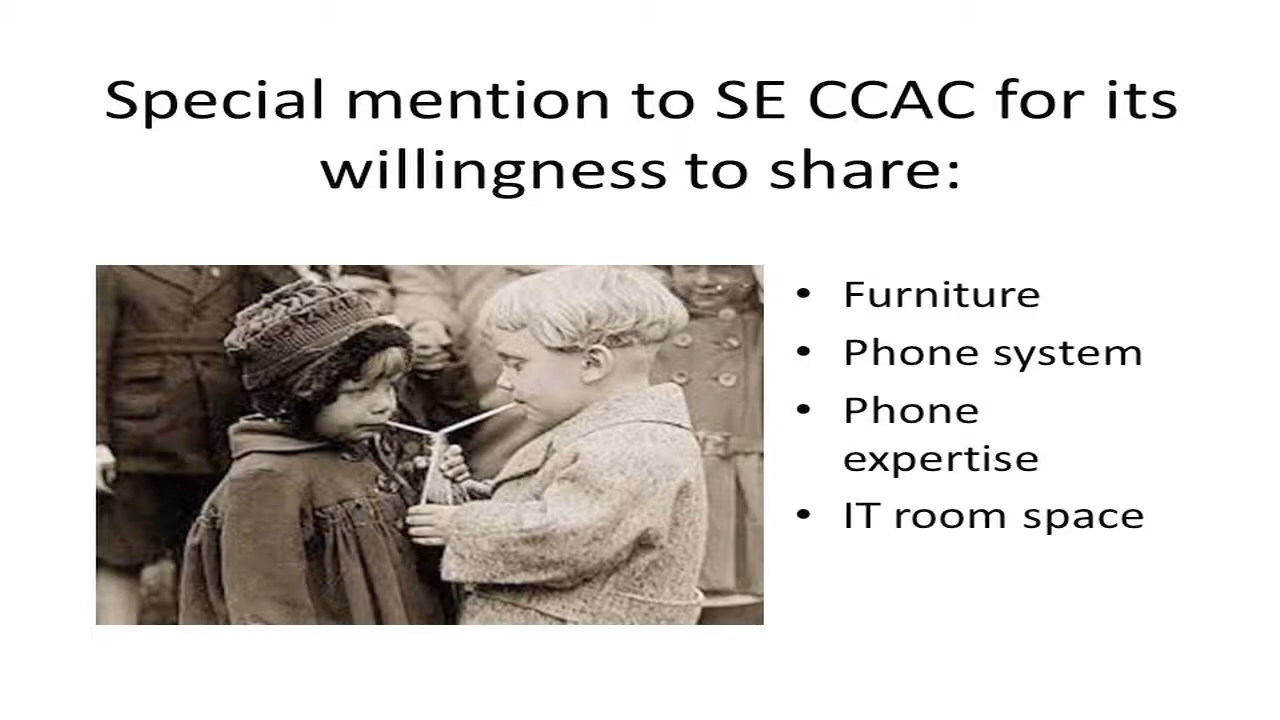 Special mention to SE CCAC for its
willingness to share:
• Furniture
• Phone system
• Phone
expertise
• IT room space